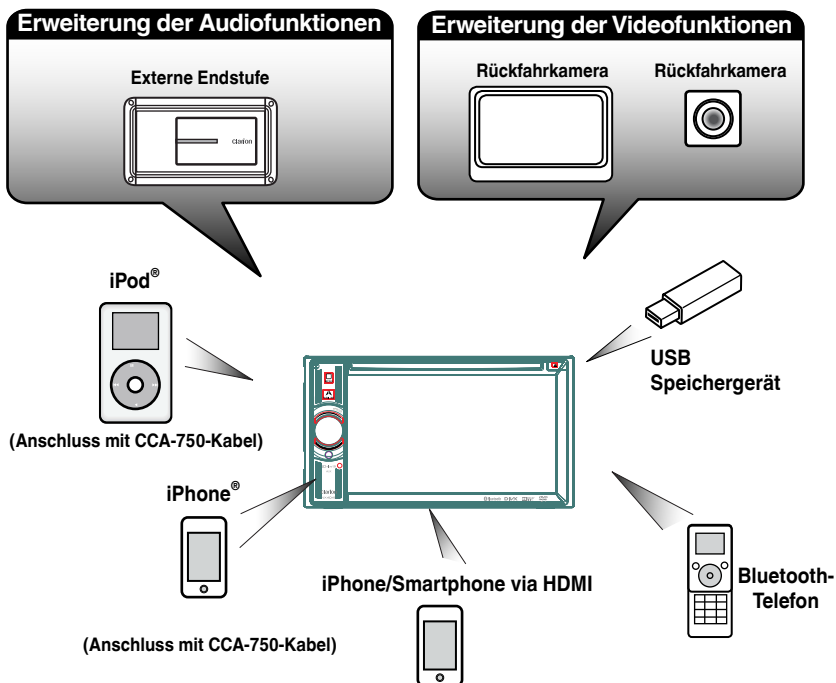 Erweiterung der Audiofunktionen
Externe Endstufe
Clarion
Erweiterung der Videofunktionen
Rückfahrkamera
Rückfahrkamera
iPod®
(Anschluss mit CCA-750-Kabel)
USB
Speichergerät
iPhone®
(Anschluss mit CCA-750-Kabel)
iPhone/Smartphone via HDMI
Bluetooth-
Telefon